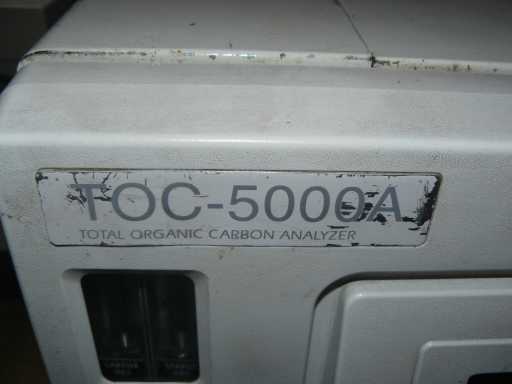 TOC-5000A
TOTAL ORGANIC CARBON ANALYZER